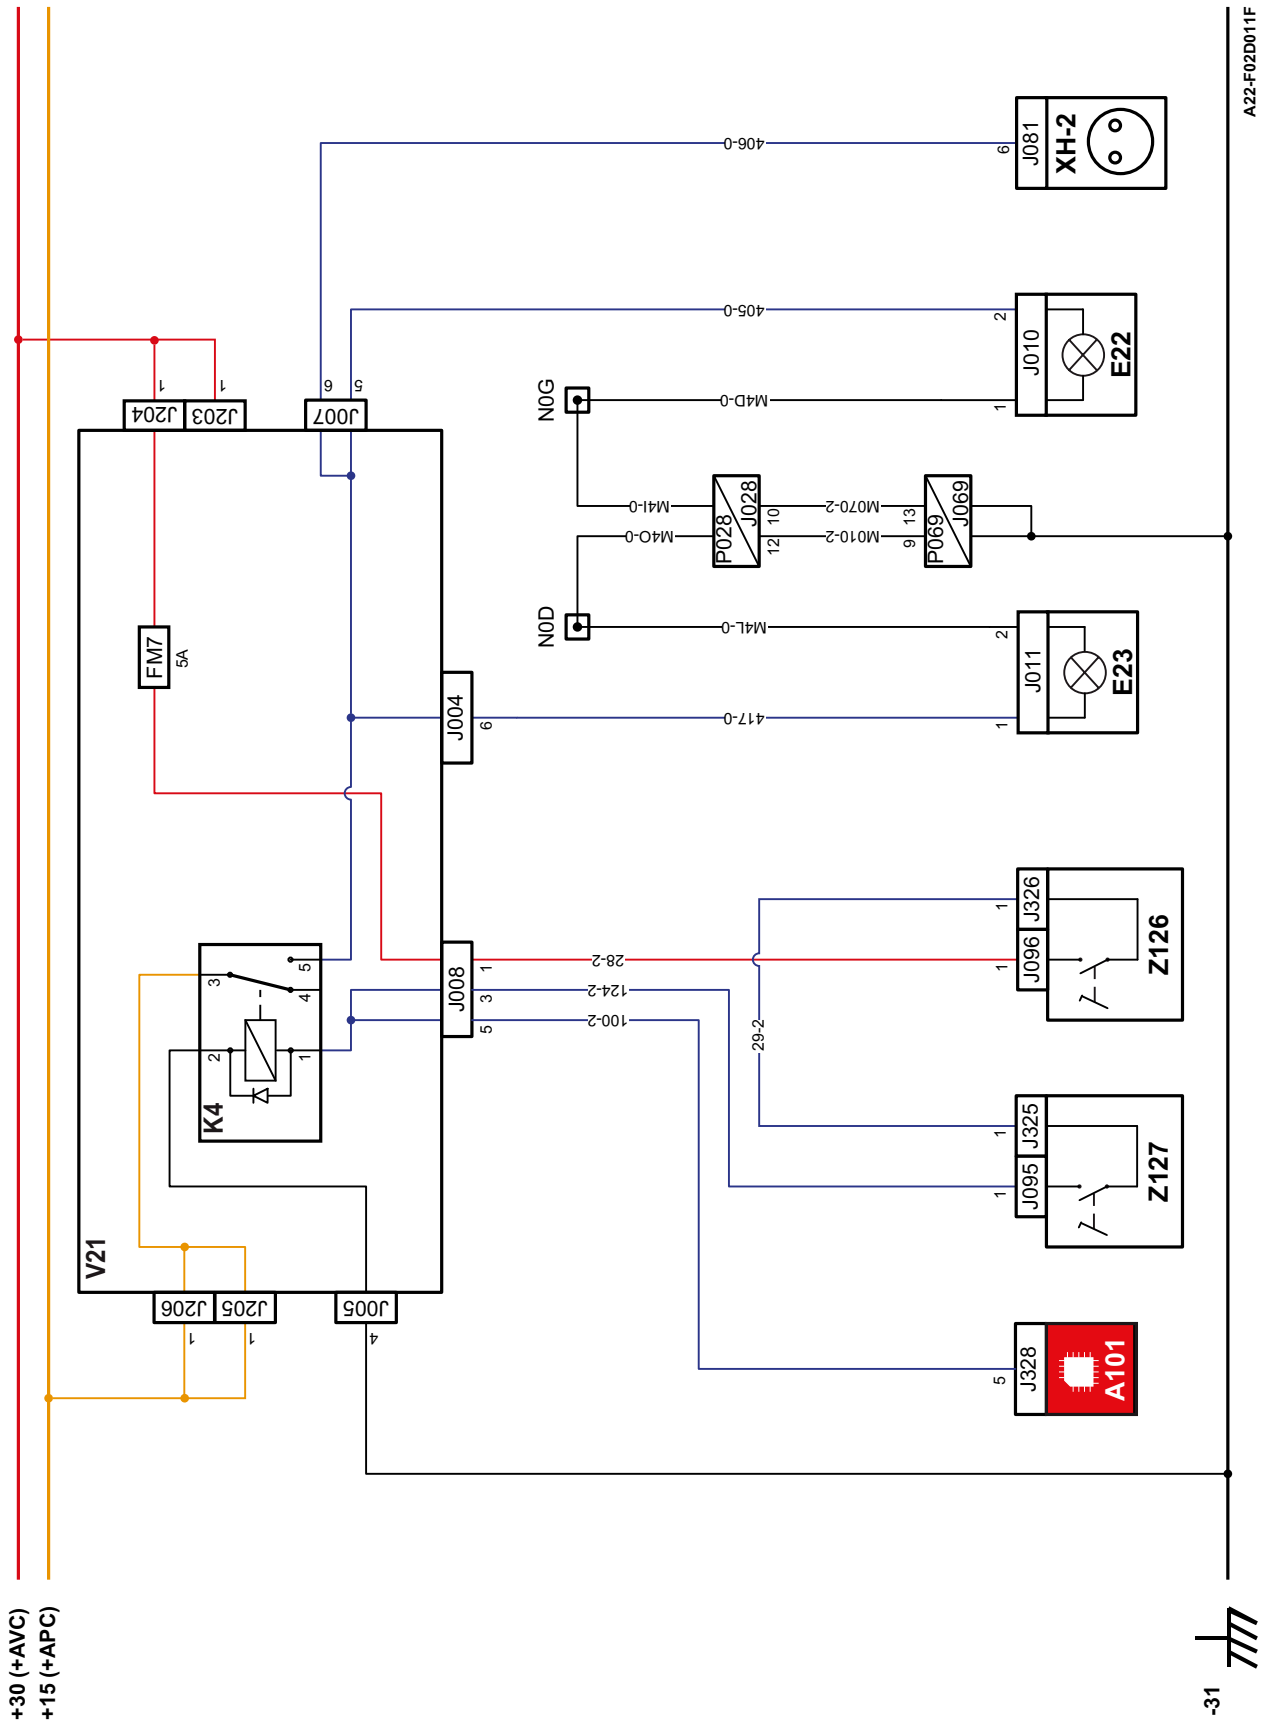 +30 (+AVC)
+15 (+APC)
V21
J206
1
J205
1
J005
4
K4
2
1
3
4
5
FM7
5A
J204
1
J203
1
J007
6
5
J008
5
3
1
J004
6
100-2
124-2
28-2
29-2
417-0
M4L-0
M4O-0
M4I-0
M4D-0
405-0
406-0
N0D
N0G
P028
J028
12
10
M010-2
M070-2
9
13
P069
J069
5
J328
A101
1
J095
1
J325
Z127
1
J096
1
J326
Z126
1
2
J011
E23
1
2
J010
E22
6
J081
XH-2
-31
A22-F02D011F